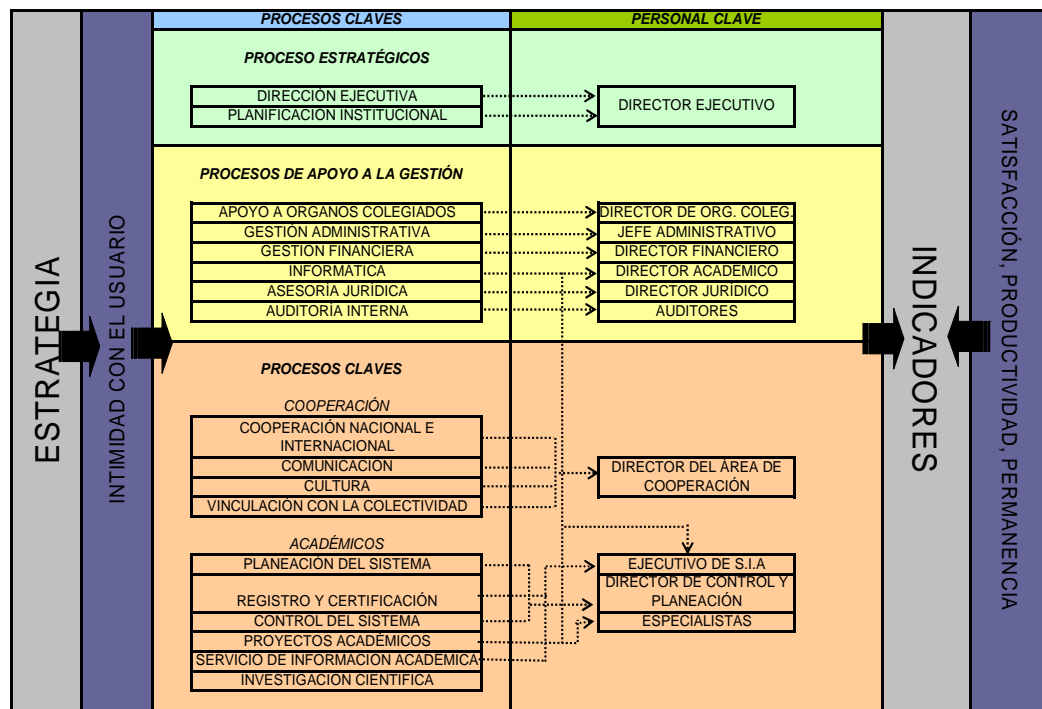 ESTRATEGIA
INTIMIDAD CON EL USUARIO
PROCESOS CLAVES
PERSONAL CLAVE
PROCESO ESTRATÉGICOS
DIRECCIÓN EJECUTIVA
PLANIFICACION INSTITUCIONAL
DIRECTOR EJECUTIVO
PROCESOS DE APOYO A LA GESTIÓN
APOYO A ORGANOS COLEGIADOS
DIRECTOR DE ORG. COLEG.
GESTIÓN ADMINISTRATIVA
JEFE ADMINISTRATIVO
GESTION FINANCIERA
DIRECTOR FINANCIERO
INFORMÁTICA
DIRECTOR ACADÉMICO
ASESORÍA JURÍDICA
DIRECTOR JURÍDICO
AUDITORÍA INTERNA
AUDITORES
PROCESOS CLAVES
COOPERACIÓN
COOPERACIÓN NACIONAL E
INTERNACIONAL
COMUNICACIÓN
CULTURA
VINCULACIÓN CON LA COLECTIVIDAD
DIRECTOR DEL ÁREA DE
COOPERACIÓN
ACADÉMICOS
PLANEACIÓN DEL SISTEMA
REGISTRO Y CERTIFICACIÓN
CONTROL DEL SISTEMA
PROYECTOS ACADÉMICOS
SERVICIO DE INFORMACION ACADEMICA
INVESTIGACION CIENTIFICA
EJECUTIVO DE S.I.A
DIRECTOR DE CONTROL Y
PLANEACIÓN
ESPECIALISTAS
INDICADORES
SATISFACCIÓN, PRODUCTIVIDAD, PERMANENCIA